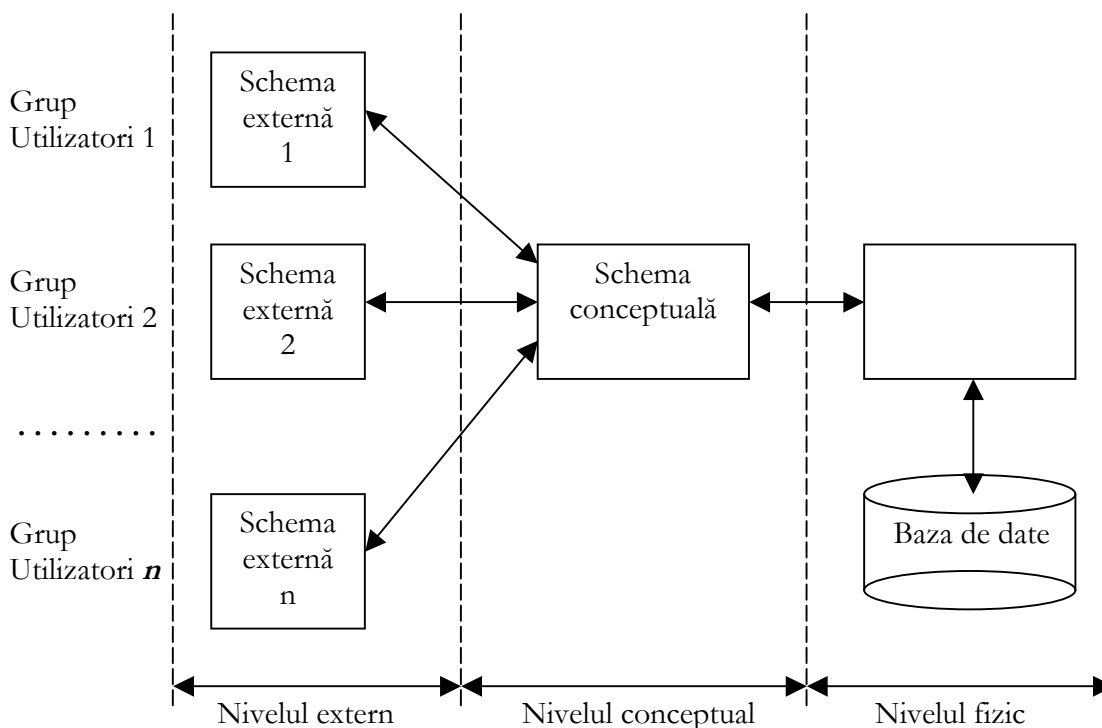 Grup
Utilizatori 1
Schema
externă
1
Grup
Utilizatori 2
Schema
externă
2
Schema
conceptuală
. . . . . . . . .
Grup
Utilizatori n
Schema
externă
n
Baza de date
Nivelul extern
Nivelul conceptual
Nivelul fizic